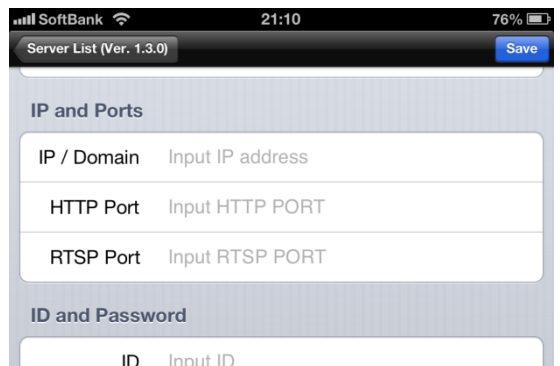 SoftBank 21:10 76%
Server List (Ver. 1.3.0) Save
IP and Ports
IP / Domain Input IP address
HTTP Port Input HTTP PORT
RTSP Port Input RTSP PORT
ID and Password
ID Input ID